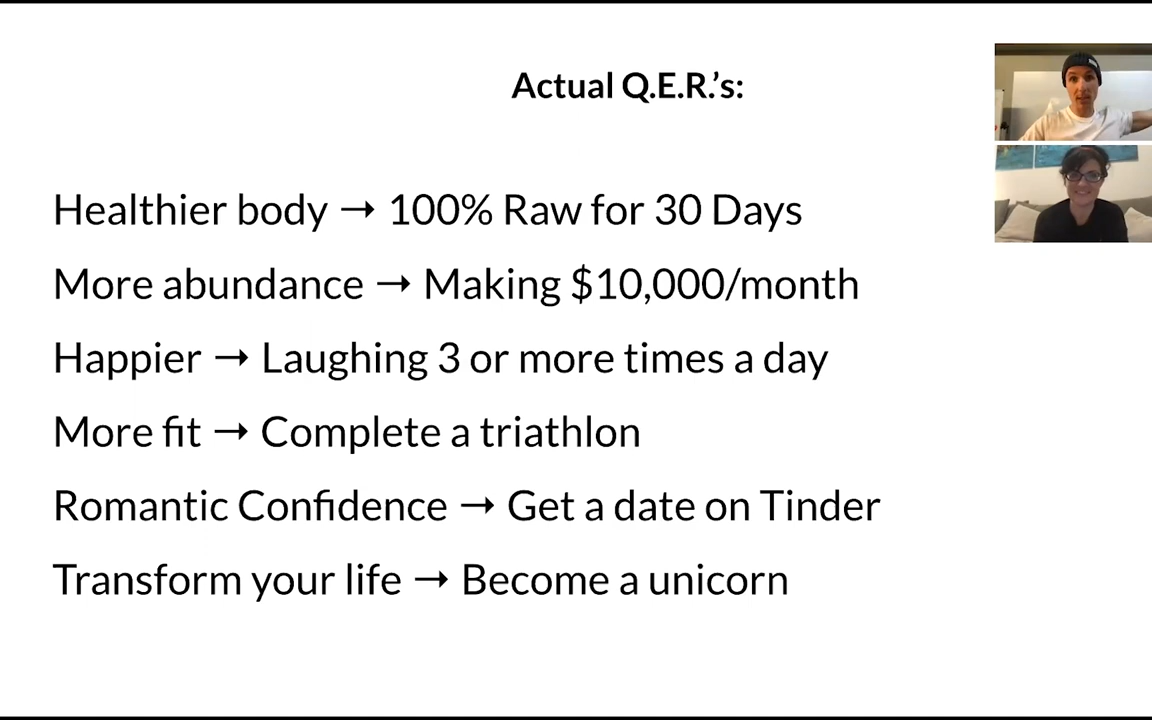 Actual Q.E.R.'s:
Healthier body → 100% Raw for 30 Days
More abundance → Making $10,000/month
Happier → Laughing 3 or more times a day
More fit → Complete a triathlon
Romantic Confidence → Get a date on Tinder
Transform your life → Become a unicorn